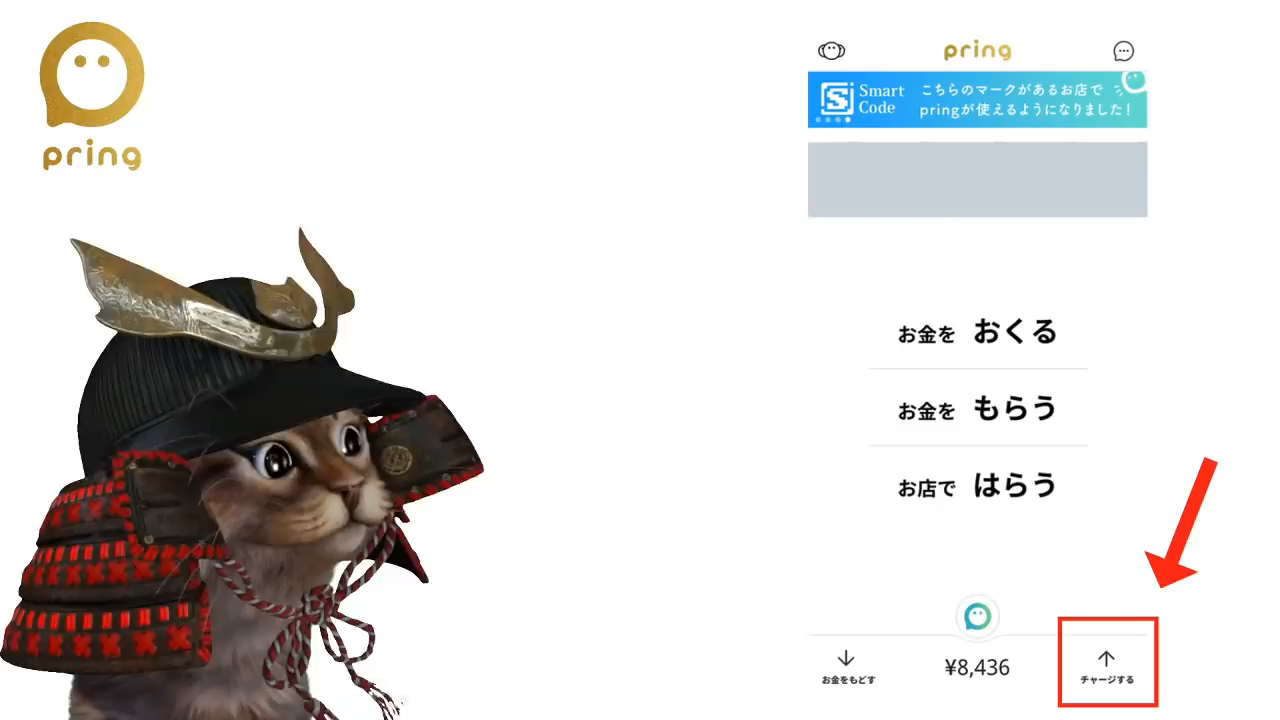 pring
pring
Smart
Code
こちらのマークがあるお店で
pringが使えるようになりました！
お金を おくる
お金を もらう
お店で はらう
お金をもどす
¥8,436
チャージする